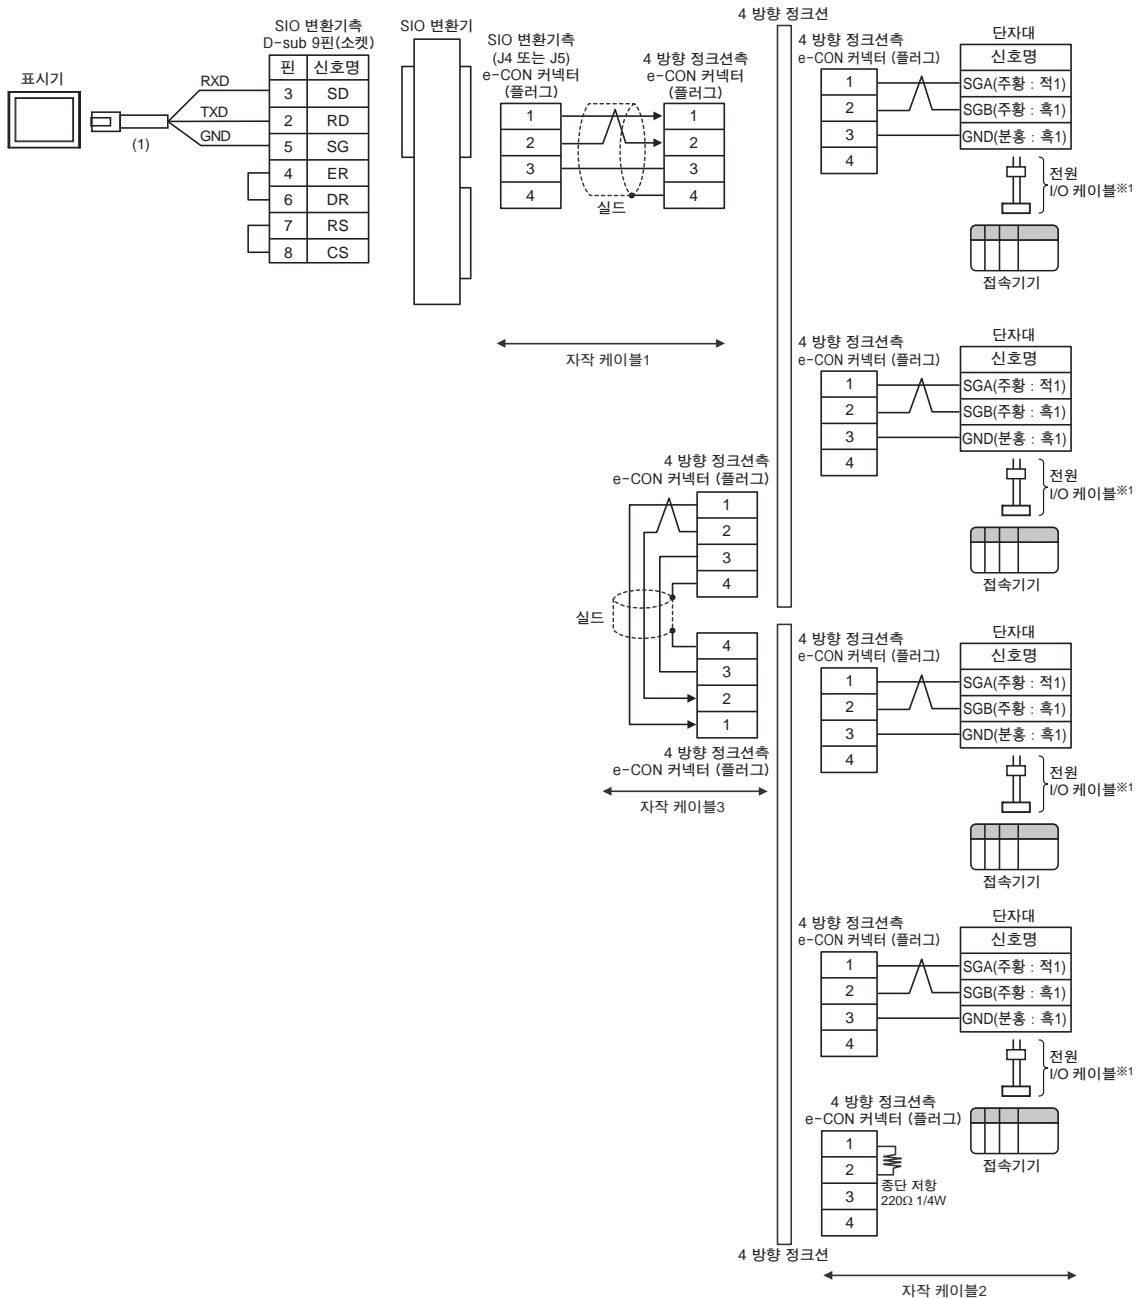 표시기
(1)
RXD
TXD
GND
SIO 변환기측
D-sub 9핀(소켓)
핀 신호명
3 SD
2 RD
5 SG
4 ER
6 DR
7 RS
8 CS
SIO 변환기
SIO 변환기측
(J4 또는 J5)
e-CON 커넥터
(플러그)
1
2
3
4
실드
4 방향 정크션측
e-CON 커넥터
(플러그)
1
2
3
4
자작 케이블1
4 방향 정크션
4 방향 정크션측
e-CON 커넥터 (플러그)
1
2
3
4
단자대
신호명
SGA(주황 : 적1)
SGB(주황 : 흑1)
GND(분홍 : 흑1)
전원
I/O 케이블※1
접속기기
4 방향 정크션측
e-CON 커넥터 (플러그)
1
2
3
4
단자대
신호명
SGA(주황 : 적1)
SGB(주황 : 흑1)
GND(분홍 : 흑1)
전원
I/O 케이블※1
접속기기
4 방향 정크션측
e-CON 커넥터 (플러그)
1
2
3
4
실드
4
3
2
1
4 방향 정크션측
e-CON 커넥터 (플러그)
자작 케이블3
4 방향 정크션측
e-CON 커넥터 (플러그)
1
2
3
4
단자대
신호명
SGA(주황 : 적1)
SGB(주황 : 흑1)
GND(분홍 : 흑1)
전원
I/O 케이블※1
접속기기
4 방향 정크션측
e-CON 커넥터 (플러그)
1
2
3
4
단자대
신호명
SGA(주황 : 적1)
SGB(주황 : 흑1)
GND(분홍 : 흑1)
전원
I/O 케이블※1
접속기기
4 방향 정크션측
e-CON 커넥터 (플러그)
1
2
3
4
종단 저항
220Ω 1/4W
4 방향 정크션
자작 케이블2